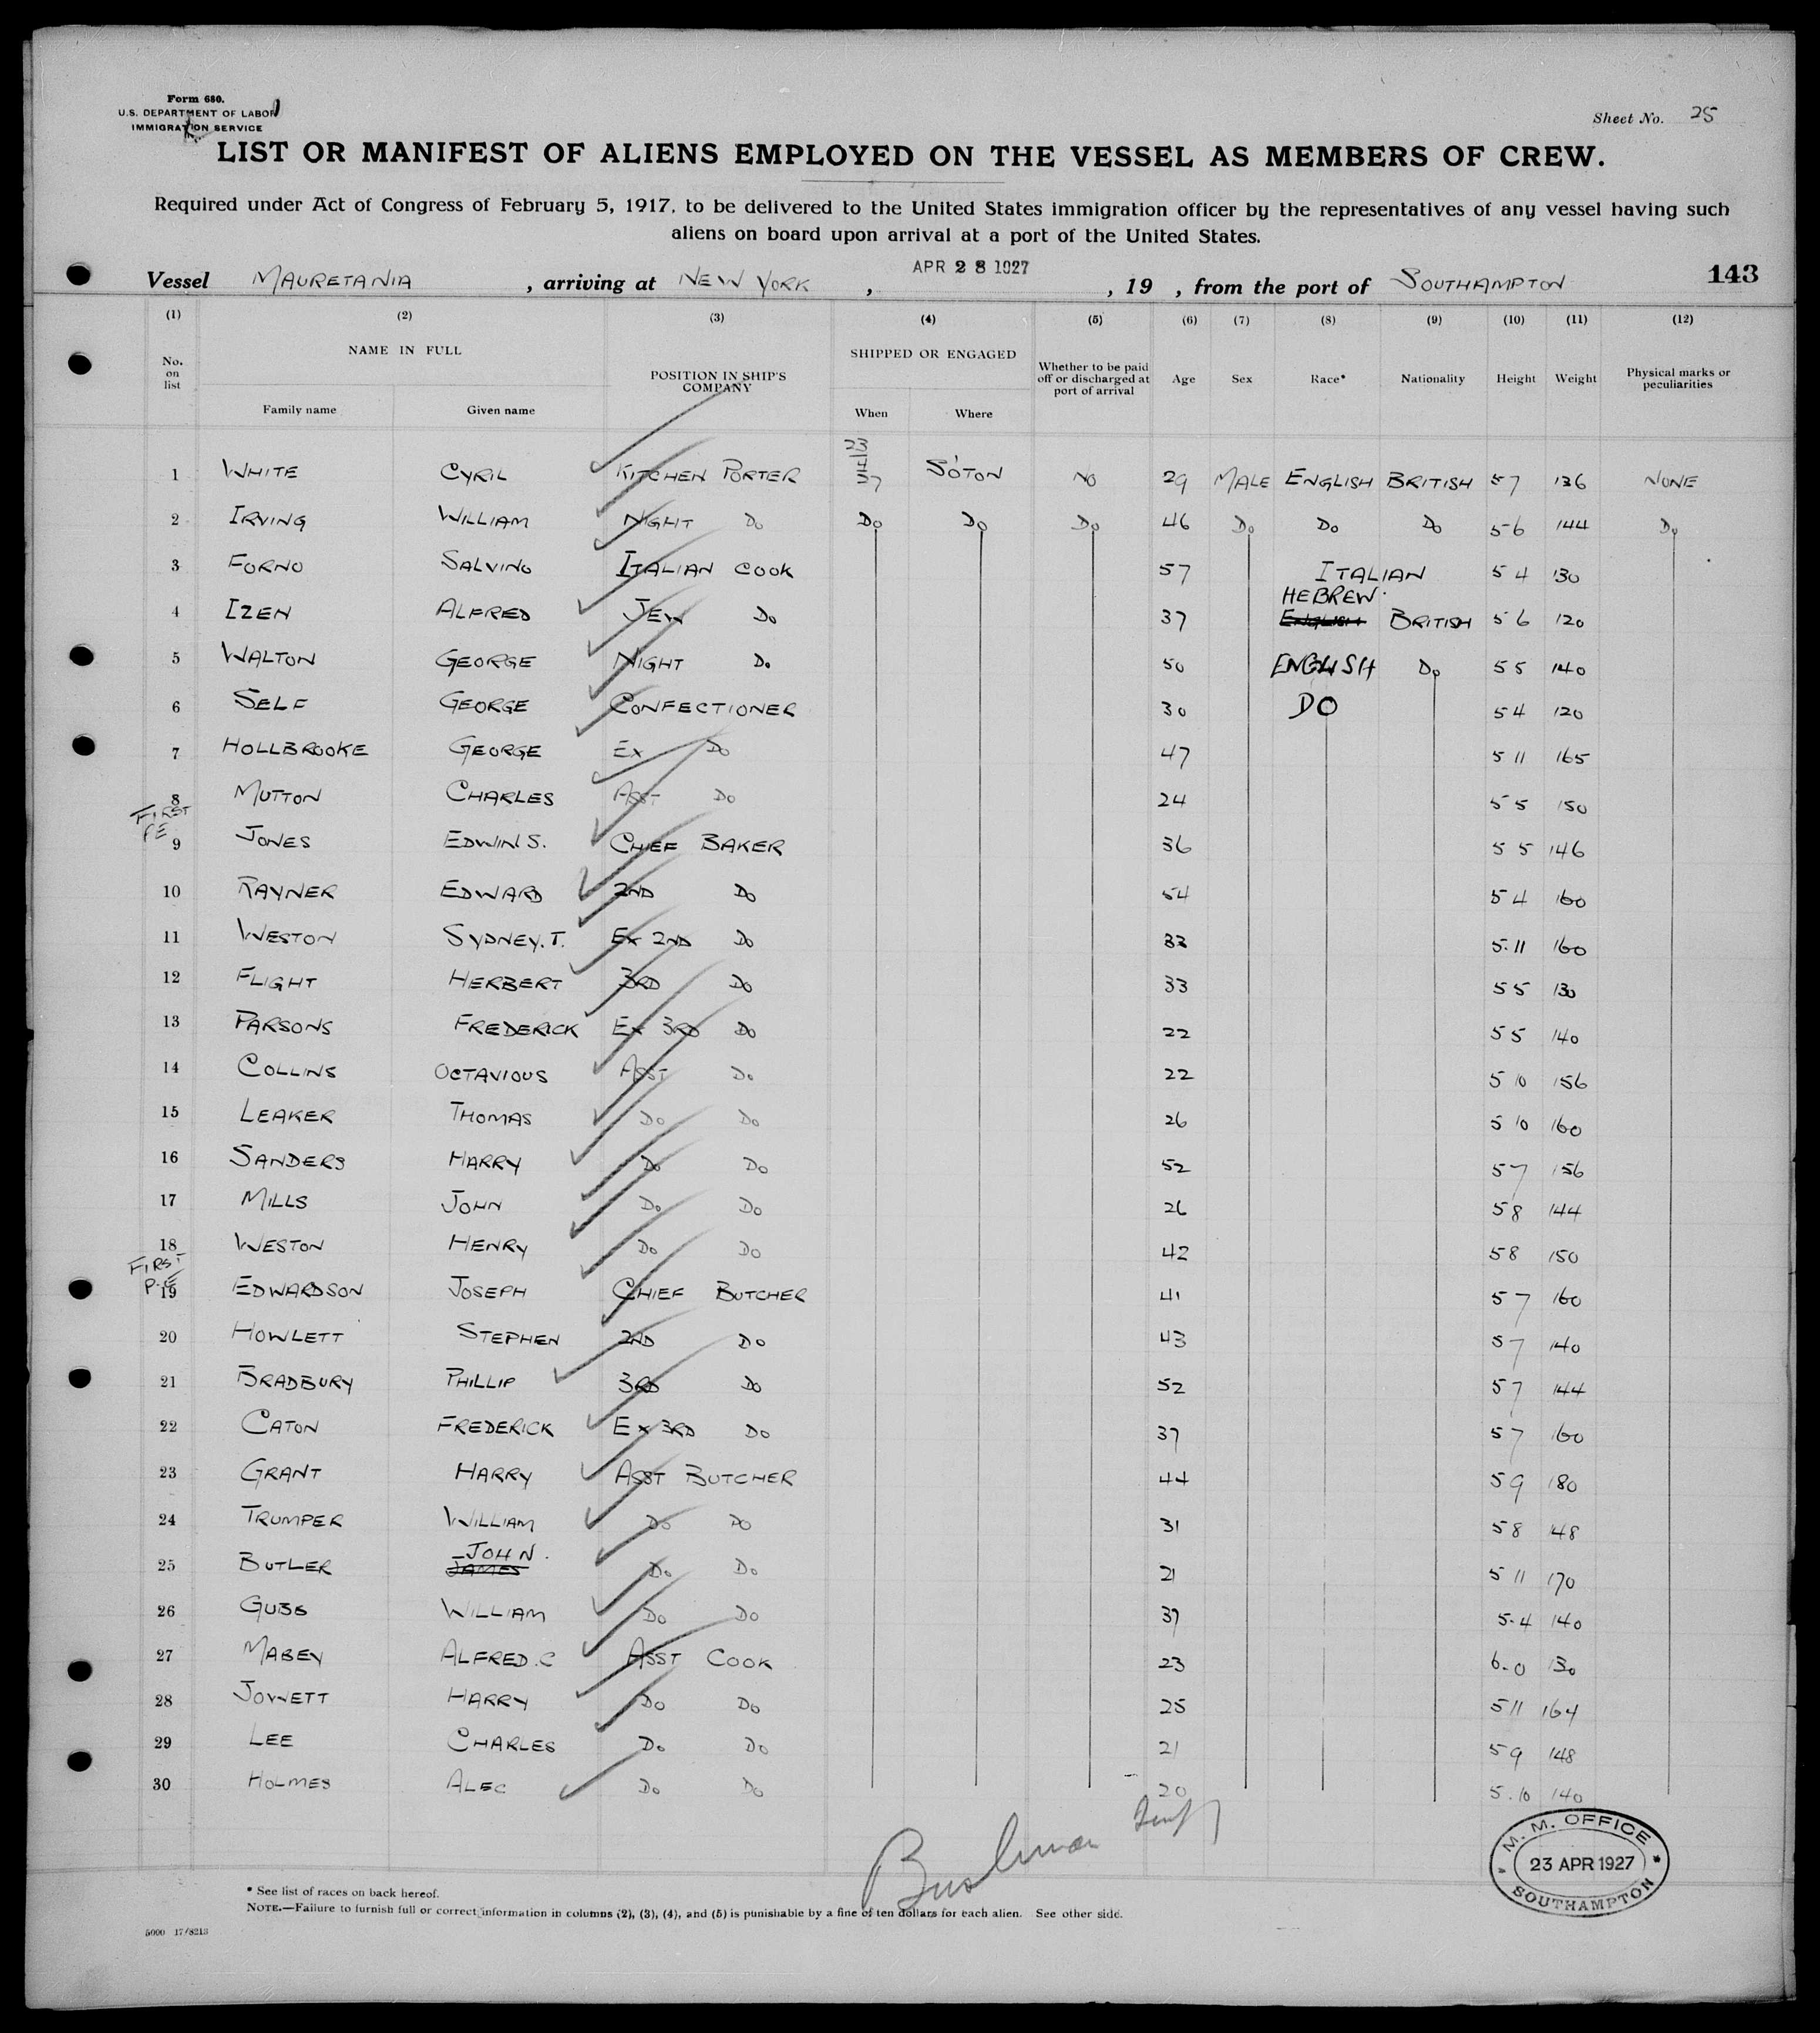 Form 680.
U.S. DEPARTMENT OF LABOR
IMMIGRATION SERVICE
Sheet No. 25
LIST OR MANIFEST OF ALIENS EMPLOYED ON THE VESSEL AS MEMBERS OF CREW.
Required under Act of Congress of February 5, 1917, to be delivered to the United States immigration officer by the representatives of any vessel having such
aliens on board upon arrival at a port of the United States.
Vessel MAURETANIA, arriving at NEW YORK, APR 28 1927, 19 , from the port of SOUTHAMPTON 143
(1) (2) (3) (4) (5) (6) (7) (8) (9) (10) (11) (12)
No. on list NAME IN FULL Family name Given name POSITION IN SHIP'S COMPANY SHIPPED OR ENGAGED When Where Whether to be paid off or discharged at port of arrival Age Sex Race* Nationality Height Weight Physical marks or peculiarities
1 WHITE CYRIL KITCHEN PORTER SO'TON NO 29 MALE ENGLISH BRITISH 5 7 136 NONE
2 IRVING WILLIAM NIGHT Do Do Do Do 46 Do Do Do 5 6 144 Do
3 FORNO SALVINO ITALIAN COOK 57 ITALIAN 5 4 130
4 IZEN ALFRED JEW Do 37 HEBREW ENGLISH BRITISH 5 6 120
5 WALTON GEORGE NIGHT Do 50 ENGLISH Do 5 5 140
6 SELF GEORGE CONFECTIONER 30 DO 5 4 120
7 HOLLBROOKE GEORGE EX Do 47 5 11 165
8 MUTTON CHARLES ASST Do 24 5 5 150
FIRST
9 JONES EDWIN S. CHIEF BAKER 36 5 5 146
10 RAYNER EDWARD 2ND Do 54 5 4 160
11 WESTON SYDNEY.T. EX 2ND Do 33 5.11 160
12 FLIGHT HERBERT 3RD Do 33 5 5 130
13 PARSONS FREDERICK EX 3RD Do 22 5 5 140
14 COLLINS OCTAVIOUS ASST Do 22 5 10 156
15 LEAKER THOMAS Do Do 26 5 10 160
16 SANDERS HARRY Do Do 52 5 7 156
17 MILLS JOHN Do Do 26 5 8 144
18 WESTON HENRY Do Do 42 5 8 150
FIRST
P.E
19 EDWARDSON JOSEPH CHIEF BUTCHER 41 5 7 160
20 HOWLETT STEPHEN 2ND Do 43 5 7 140
21 BRADBURY PHILLIP 3RD Do 52 5 7 144
22 CATON FREDERICK EX 3RD Do 37 5 7 160
23 GRANT HARRY ASST BUTCHER 44 5 9 180
24 TRUMPER WILLIAM Do Do 31 5 8 148
25 BUTLER JOHN. JAMES Do Do 21 5 11 170
26 GUBB WILLIAM Do Do 37 5.4 140
27 MABEY ALFRED.C ASST COOK 23 6.0 130
28 JOWETT HARRY Do Do 25 5 11 164
29 LEE CHARLES Do Do 21 5 9 148
30 HOLMES ALEC Do Do 20 5.10 140
M. M. OFFICE
23 APR 1927
SOUTHAMPTON
* See list of races on back hereof.
NOTE.—Failure to furnish full or correct information in columns (2), (3), (4), and (5) is punishable by a fine of ten dollars for each alien. See other side.
5000 17/8213